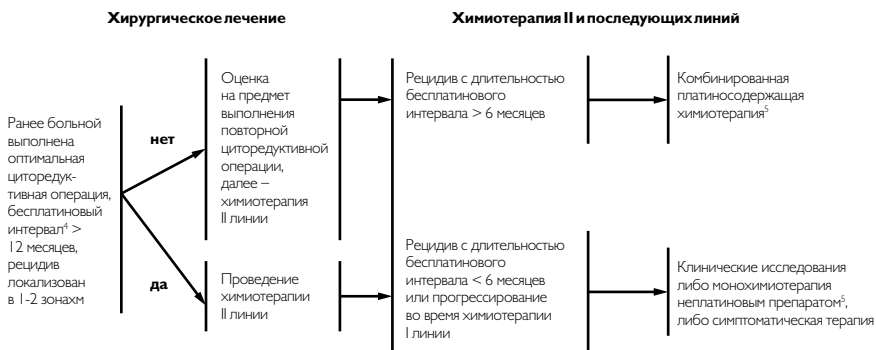 Хирургическое лечение
Химиотерапия II и последующих линий
Ранее больной
выполнена
оптимальная
циторедук-
тивная операция,
бесплатиновый
интервал⁴ >
12 месяцев,
рецидив
локализован
в 1-2 зонахм
нет
да
Оценка
на предмет
выполнения
повторной
циторедуктивной
операции,
далее –
химиотерапия
II линии
Проведение
химиотерапии
II линии
Рецидив с длительностью
бесплатинового
интервала > 6 месяцев
Рецидив с длительностью
бесплатинового
интервала < 6 месяцев
или прогрессирование
во время химиотерапии
I линии
Комбинированная
платиносодержащая
химиотерапия⁵
Клинические исследования
либо монохимиотерапия
неплатиновым препаратом⁵,
либо симптоматическая терапия